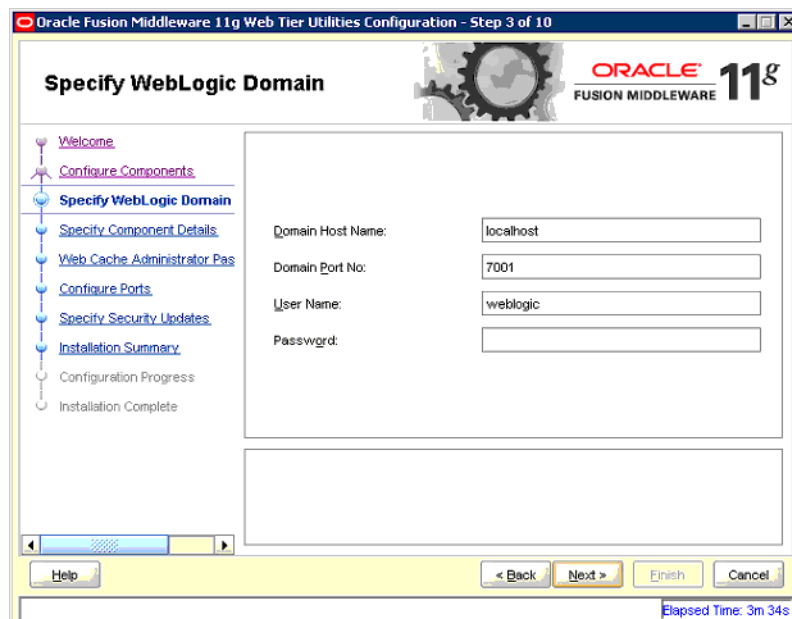 Oracle Fusion Middleware 11g Web Tier Utilities Configuration - Step 3 of 10
Specify WebLogic Domain
ORACLE
FUSION MIDDLEWARE
11g
Welcome
Configure Components
Specify WebLogic Domain
Specify Component Details
Web Cache Administrator Pas
Configure Ports
Specify Security Updates
Installation Summary
Configuration Progress
Installation Complete
Domain Host Name: localhost
Domain Port No: 7001
User Name: weblogic
Password:
Help
< Back
Next >
Finish
Cancel
Elapsed Time: 3m 34s